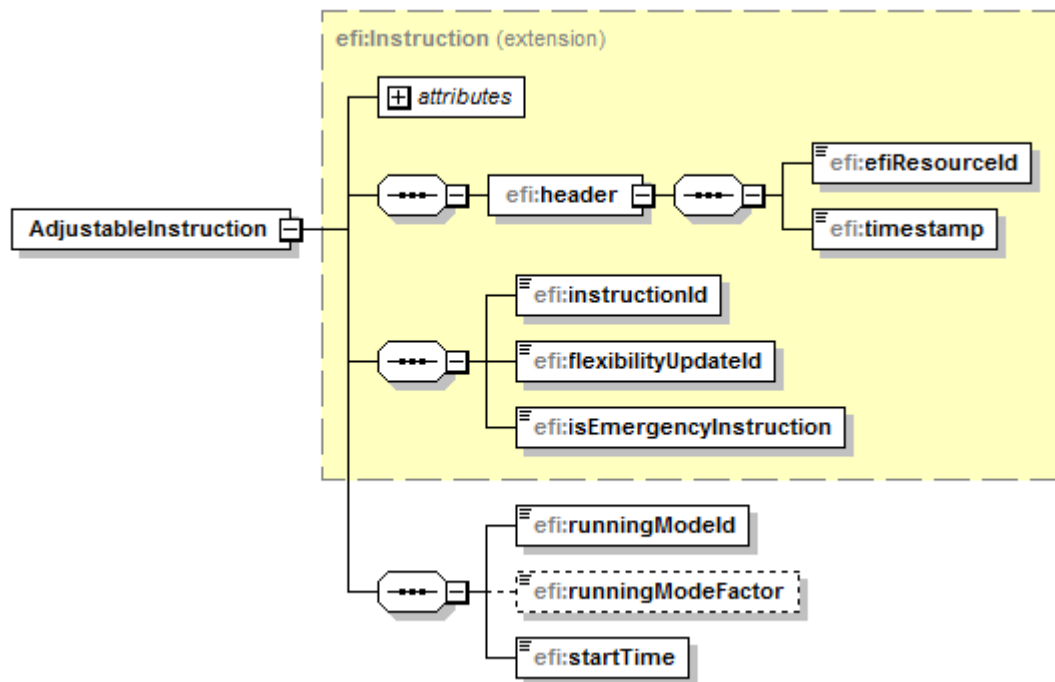 efi:Instruction (extension)
attributes
efi:header
efi:efiResourceId
efi:timestamp
AdjustableInstruction
efi:instructionId
efi:flexibilityUpdateId
efi:isEmergencyInstruction
efi:runningModeId
efi:runningModeFactor
efi:startTime